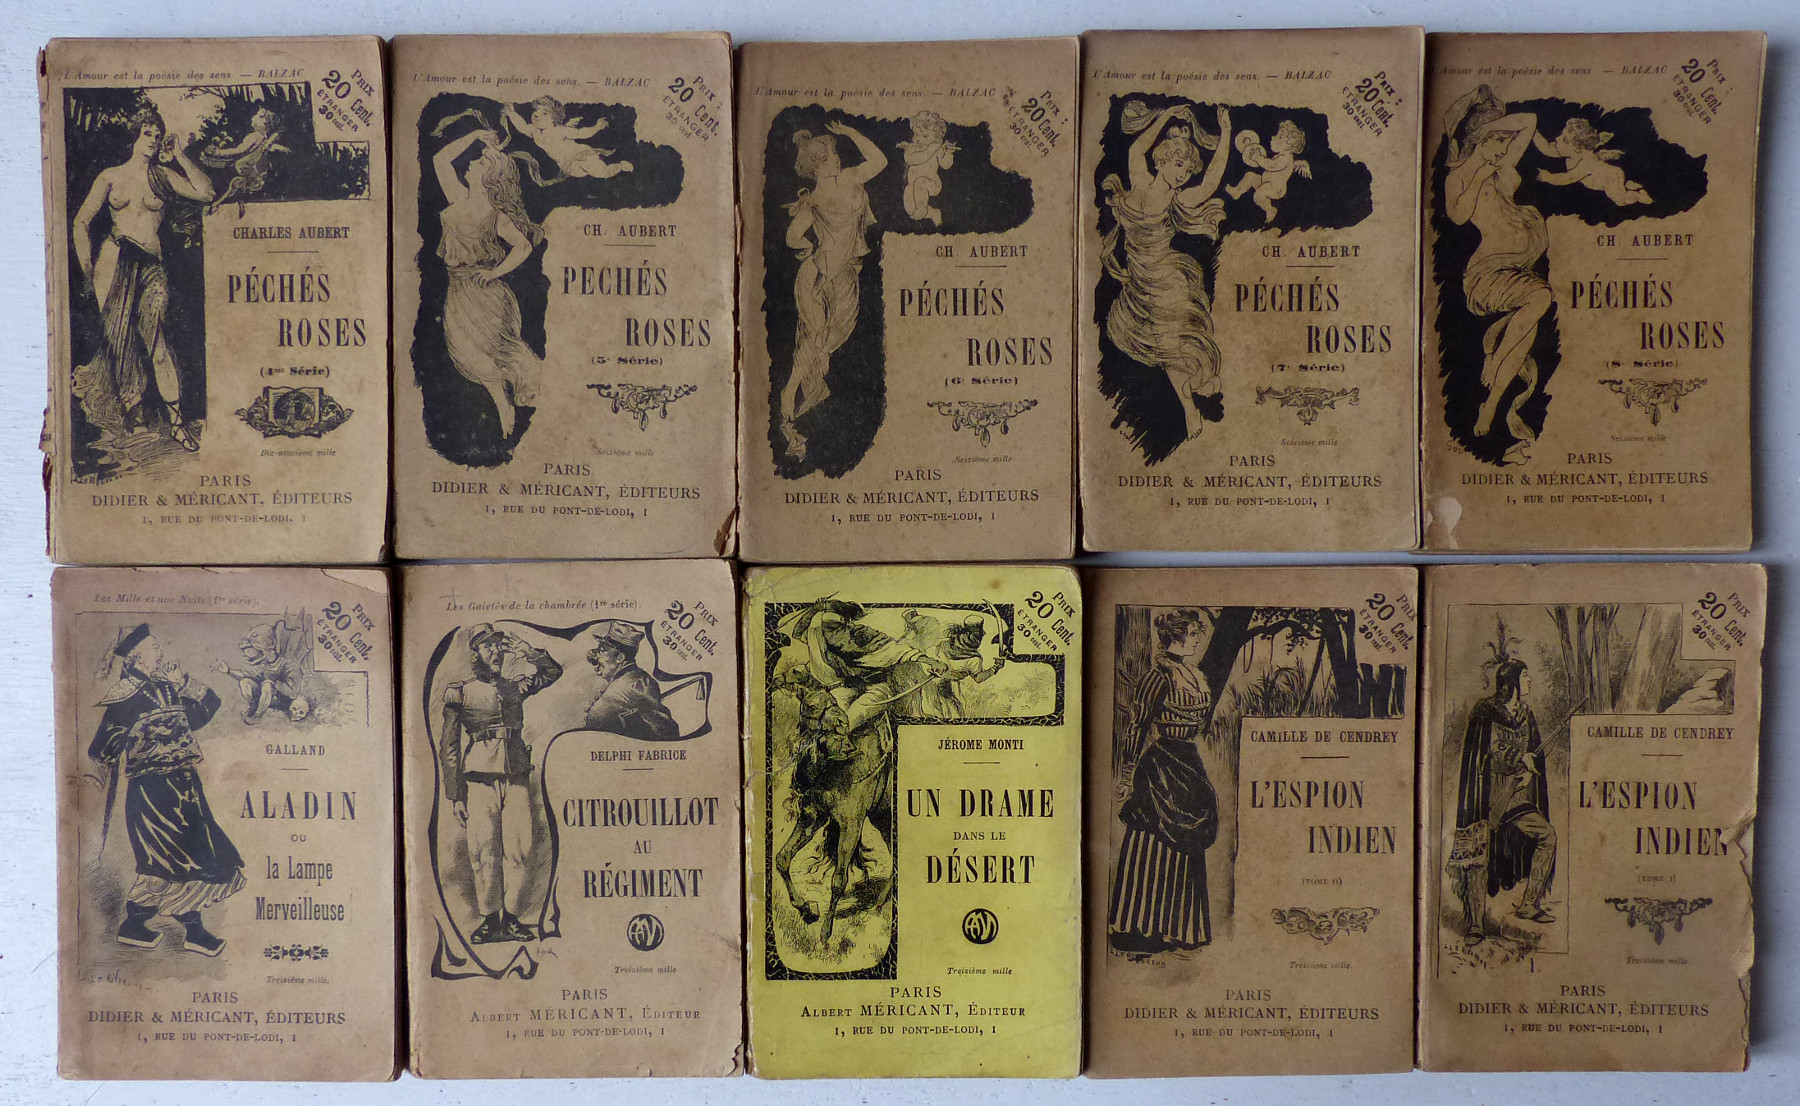 L'Amour est la poésie des sens. — BALZAC
PRIX
20 Cent.
ETRANGER
30 cent.
CHARLES AUBERT
PÉCHÉS
ROSES
(4me Série)
Dix-neuvième mille
PARIS
DIDIER & MÉRICANT, ÉDITEURS
1, RUE DU PONT-DE-LODI, 1
L'Amour est la poésie des sens. — BALZAC
PRIX :
20 Cent.
ETRANGER
30 cent.
CH. AUBERT
PECHÉS
ROSES
(5e Série)
Seizième mille
PARIS
DIDIER & MÉRICANT, ÉDITEURS
1, RUE DU PONT-DE-LODI, 1
L'Amour est la poésie des sens. — BALZAC
PRIX :
20 Cent.
ETRANGER
30 cent.
CH. AUBERT
PÉCHÉS
ROSES
(6e Série)
Seizième mille
PARIS
DIDIER & MÉRICANT, ÉDITEURS
1, RUE DU PONT-DE-LODI, 1
L'Amour est la poésie des sens. — BALZAC
PRIX :
20 Cent.
ETRANGER
30 cent.
CH. AUBERT
PÉCHÉS
ROSES
(7e Série)
Seizième mille
PARIS
DIDIER & MÉRICANT, ÉDITEURS
1, RUE DU PONT-DE-LODI, 1
L'Amour est la poésie des sens — BALZAC
PRIX :
20 Cent.
ETRANGER
30 cent.
CH. AUBERT
PÉCHÉS
ROSES
(8e Série)
Seizième mille
PARIS
DIDIER & MÉRICANT, ÉDITEURS
1, RUE DU PONT-DE-LODI, 1
Les Mille et une Nuits (1re série).
PRIX
20 Cent.
ETRANGER
30 cent.
GALLAND
ALADIN
OU
la Lampe
Merveilleuse
Treizième mille.
PARIS
DIDIER & MÉRICANT, ÉDITEURS
1, RUE DU PONT-DE-LODI, 1
Les Gaietés de la chambrée (1re série).
PRIX
20 Cent.
ETRANGER
30 cent.
DELPHI FABRICE
CITROUILLOT
AU
RÉGIMENT
AM
Treizième mille
PARIS
ALBERT MÉRICANT, ÉDITEUR
1, RUE DU PONT-DE-LODI, 1
PRIX
20 Cent.
ETRANGER
30 cent.
JÉROME MONTI
UN DRAME
DANS LE
DÉSERT
AM
Treizième mille
PARIS
ALBERT MÉRICANT, ÉDITEUR
1, RUE DU PONT-DE-LODI, 1
PRIX
20 Cent.
ETRANGER
30 cent.
CAMILLE DE CENDREY
L'ESPION
INDIEN
(TOME II)
Treizième mille
PARIS
DIDIER & MÉRICANT, ÉDITEURS
1, RUE DU PONT-DE-LODI, 1
PRIX
20 Cent.
ETRANGER
30 cent.
CAMILLE DE CENDREY
L'ESPION
INDIEN
(TOME I)
Treizième mille
PARIS
DIDIER & MÉRICANT, ÉDITEURS
1, RUE DU PONT-DE-LODI, 1